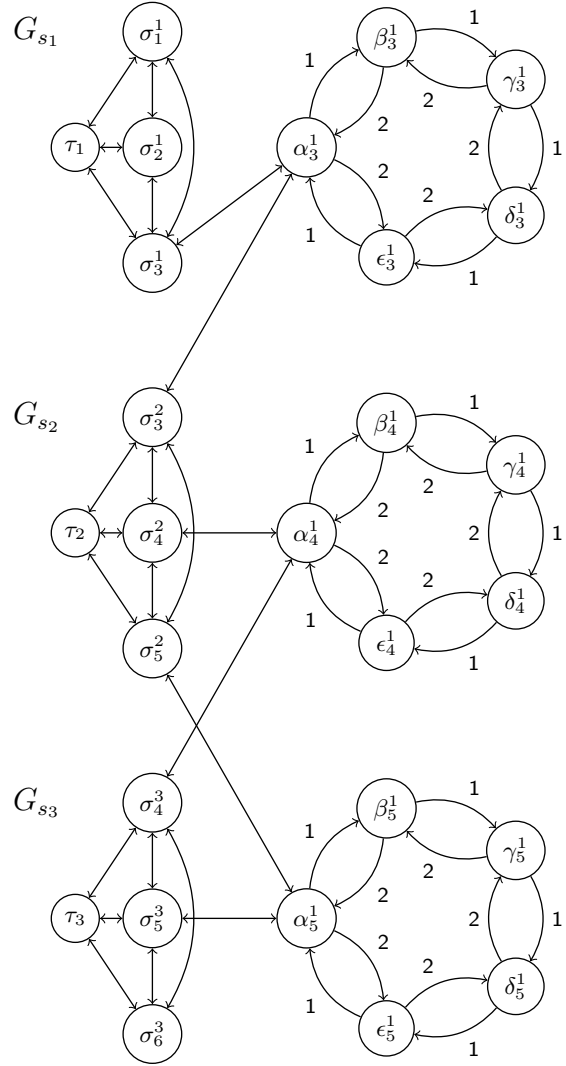 G_{s_1}
σ_1^1
β_3^1
1
γ_3^1
1
2
τ_1
σ_2^1
α_3^1
2
2
2
1
δ_3^1
1
2
ϵ_3^1
σ_3^1
1
G_{s_2}
σ_3^2
β_4^1
1
γ_4^1
1
2
τ_2
σ_4^2
α_4^1
2
2
2
1
δ_4^1
1
2
ϵ_4^1
σ_5^2
1
G_{s_3}
σ_4^3
β_5^1
1
γ_5^1
1
2
τ_3
σ_5^3
α_5^1
2
2
2
1
δ_5^1
1
2
ϵ_5^1
σ_6^3
1